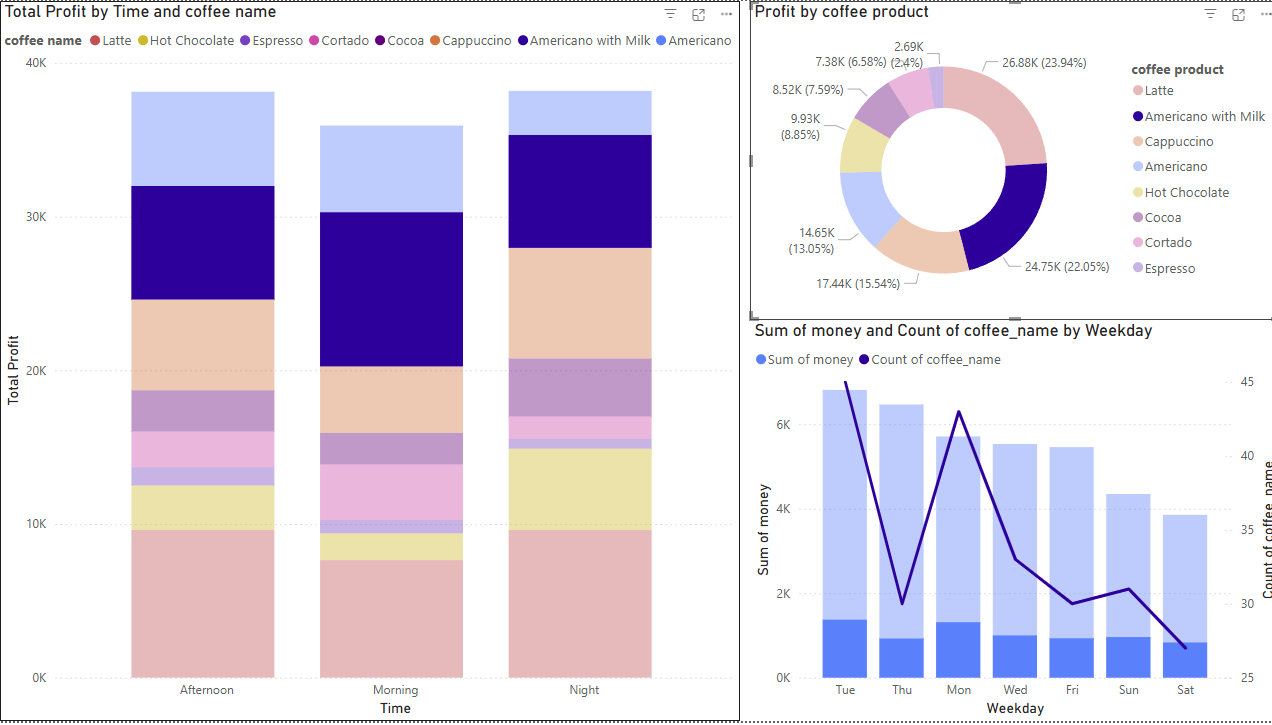 Total Profit by Time and coffee name
coffee name Latte Hot Chocolate Espresso Cortado Cocoa Cappuccino Americano with Milk Americano
40K
30K
20K
10K
0K
Total Profit
Afternoon Morning Night
Time
Profit by coffee product
2.69K
(2.4%)
7.38K (6.58%)
8.52K (7.59%)
9.93K
(8.85%)
14.65K
(13.05%)
17.44K (15.54%)
24.75K (22.05%)
26.88K (23.94%)
coffee product
Latte
Americano with Milk
Cappuccino
Americano
Hot Chocolate
Cocoa
Cortado
Espresso
Sum of money and Count of coffee_name by Weekday
Sum of money Count of coffee_name
6K
4K
2K
0K
Sum of money
45
40
35
30
25
Count of coffee_name
Tue Thu Mon Wed Fri Sun Sat
Weekday